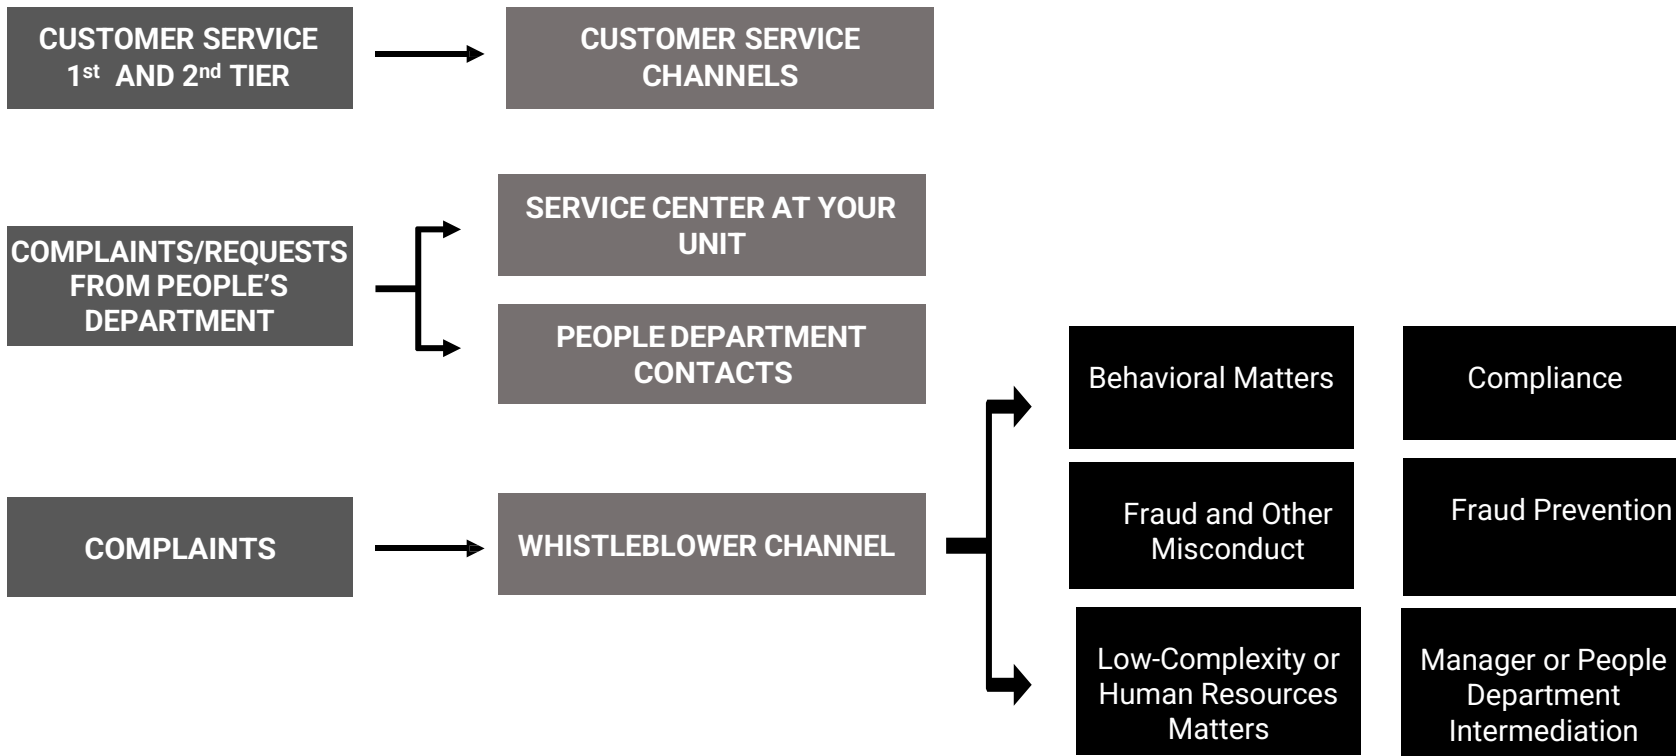 CUSTOMER SERVICE
1st AND 2nd TIER
CUSTOMER SERVICE
CHANNELS
COMPLAINTS/REQUESTS
FROM PEOPLE’S
DEPARTMENT
SERVICE CENTER AT YOUR
UNIT
PEOPLE DEPARTMENT
CONTACTS
COMPLAINTS
WHISTLEBLOWER CHANNEL
Behavioral Matters
Compliance
Fraud and Other
Misconduct
Fraud Prevention
Low-Complexity or
Human Resources
Matters
Manager or People
Department
Intermediation